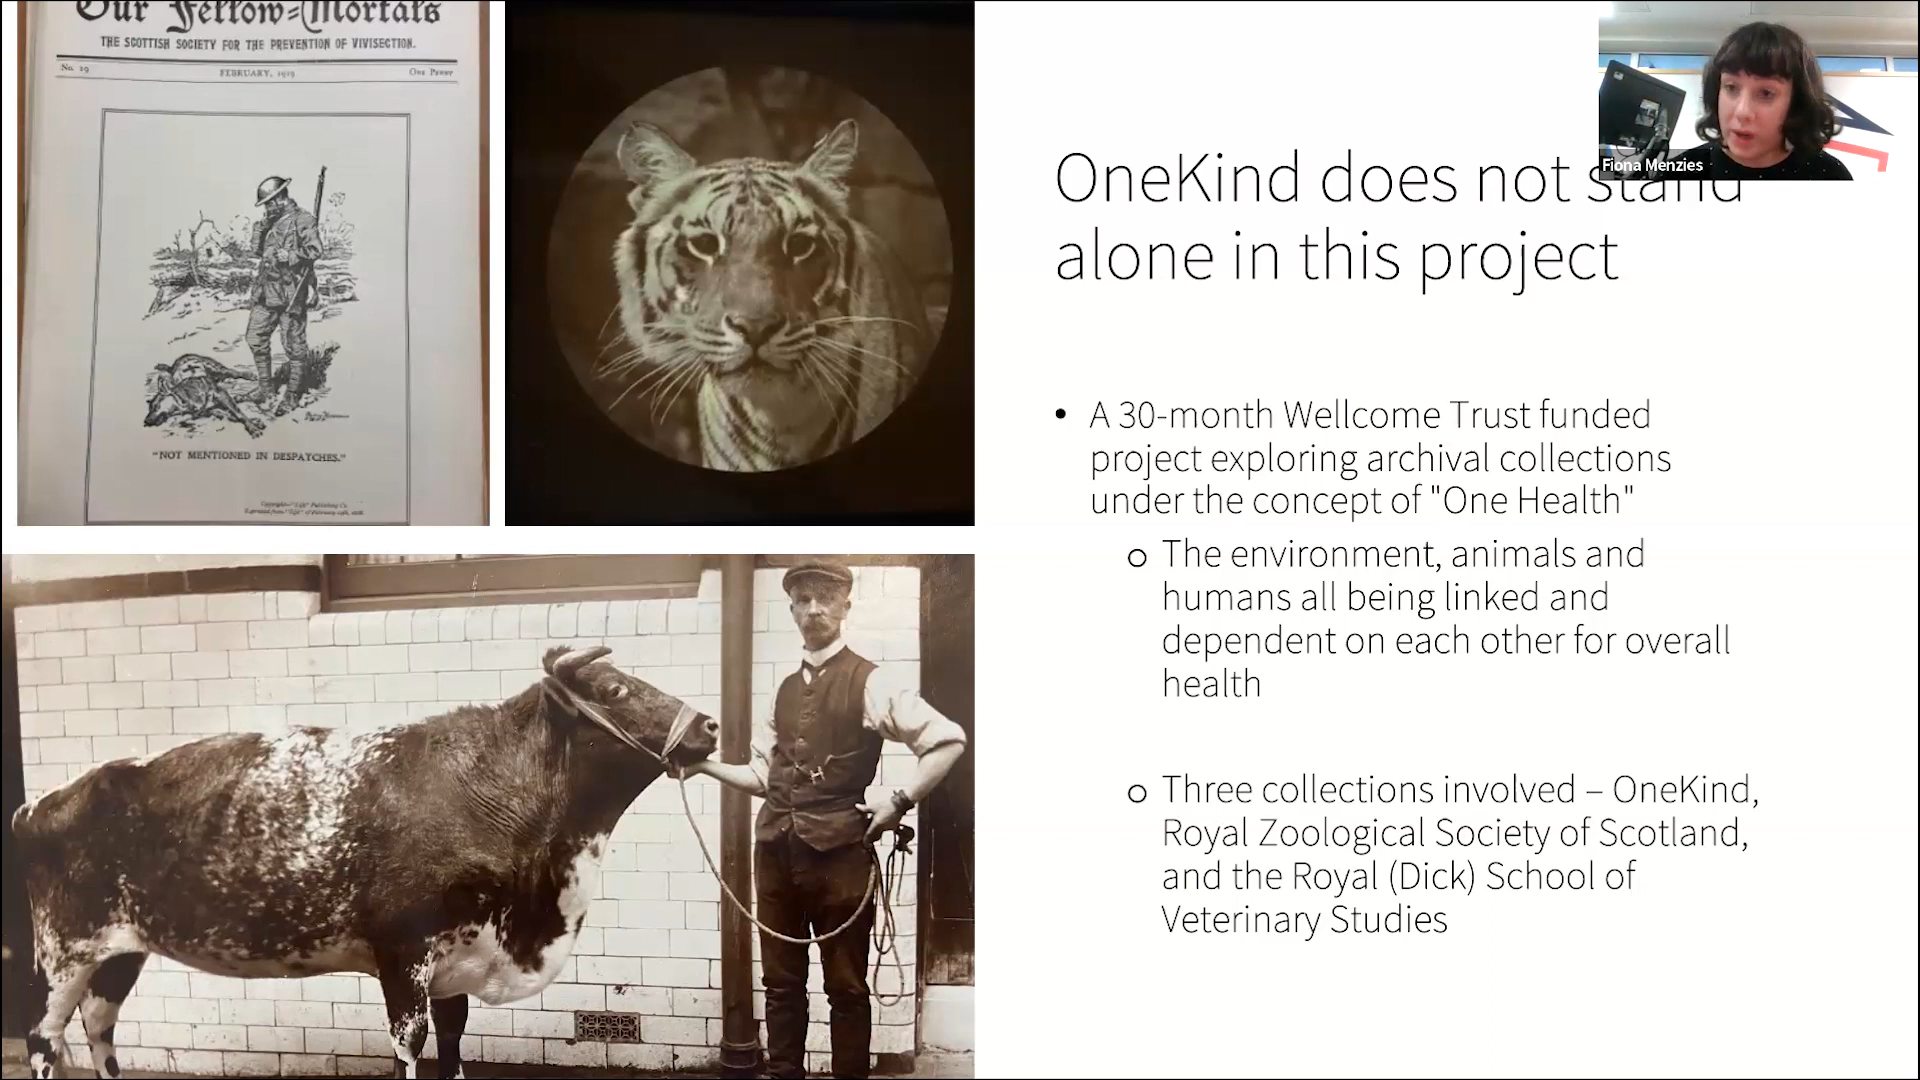 Our Fellow=Mortals
THE SCOTTISH SOCIETY FOR THE PREVENTION OF VIVISECTION.
No. 29 FEBRUARY, 1919 One Penny
"NOT MENTIONED IN DESPATCHES."
OneKind does not stand
alone in this project
Fiona Menzies
• A 30-month Wellcome Trust funded
project exploring archival collections
under the concept of "One Health"
o The environment, animals and
humans all being linked and
dependent on each other for overall
health
o Three collections involved – OneKind,
Royal Zoological Society of Scotland,
and the Royal (Dick) School of
Veterinary Studies